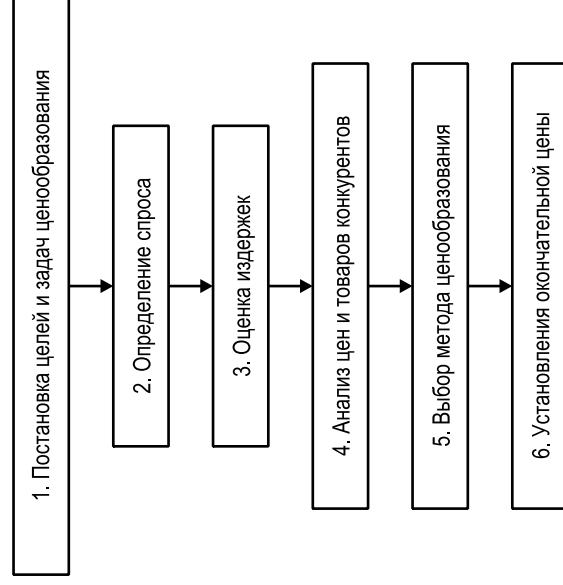 1. Постановка целей и задач ценообразования
2. Определение спроса
3. Оценка издержек
4. Анализ цен и товаров конкурентов
5. Выбор метода ценообразования
6. Установления окончательной цены